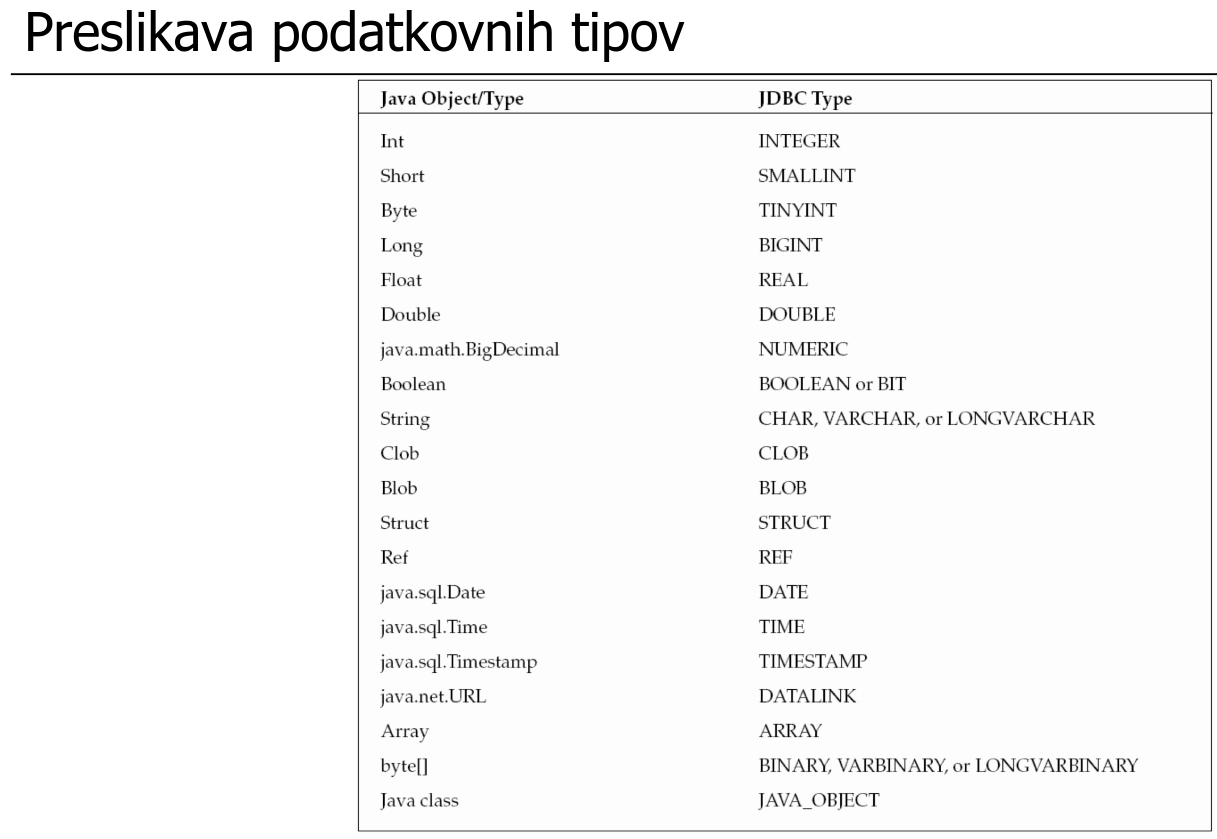 Preslikava podatkovnih tipov
Java Object/Type JDBC Type
Int INTEGER
Short SMALLINT
Byte TINYINT
Long BIGINT
Float REAL
Double DOUBLE
java.math.BigDecimal NUMERIC
Boolean BOOLEAN or BIT
String CHAR, VARCHAR, or LONGVARCHAR
Clob CLOB
Blob BLOB
Struct STRUCT
Ref REF
java.sql.Date DATE
java.sql.Time TIME
java.sql.Timestamp TIMESTAMP
java.net.URL DATALINK
Array ARRAY
byte[] BINARY, VARBINARY, or LONGVARBINARY
Java class JAVA_OBJECT